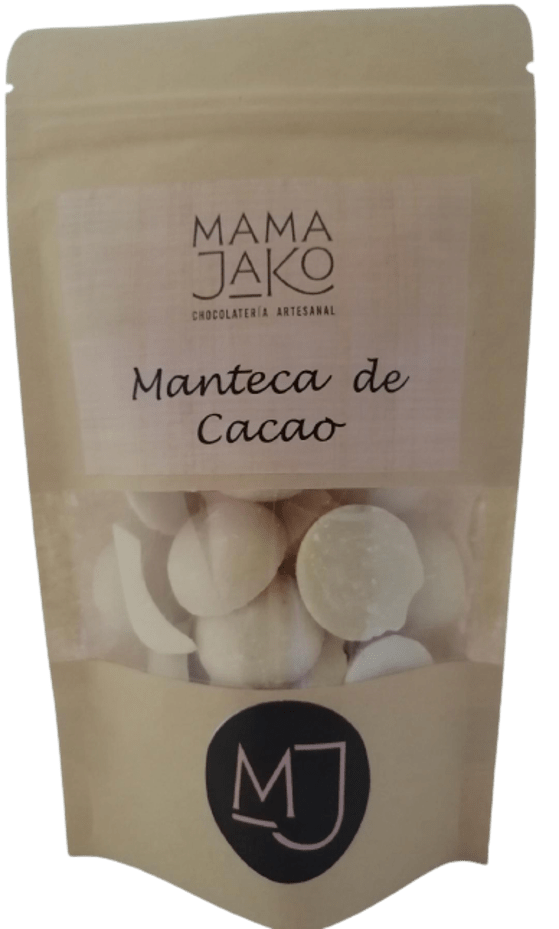 MAMA
JAKO
CHOCOLATERÍA ARTESANAL
Manteca de
Cacao
MJ